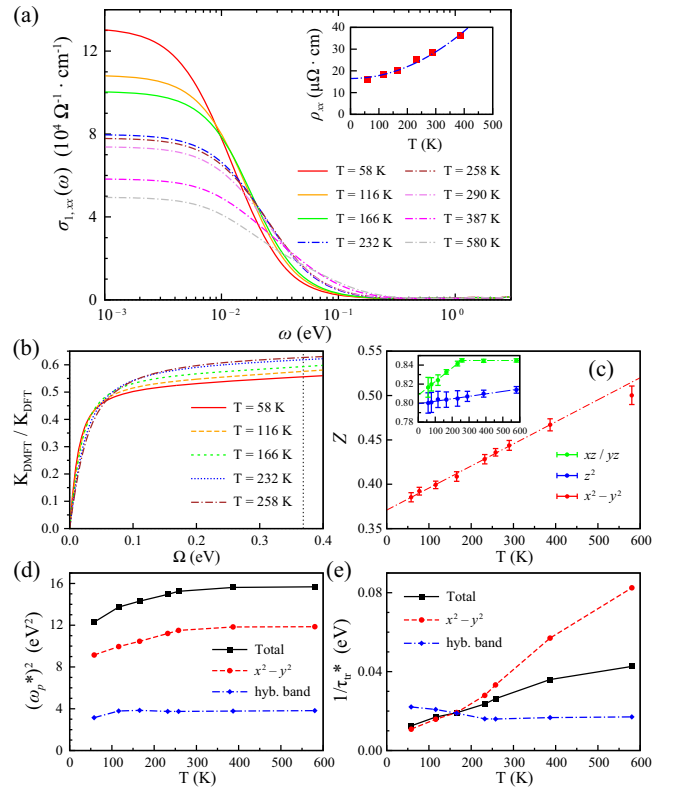 (a)
σ1, xx(ω) (10⁴ Ω⁻¹ · cm⁻¹)
12
8
4
0
10⁻³
10⁻²
10⁻¹
10⁰
ω (eV)
ρxx (μΩ · cm)
40
30
20
10
0
0
100
200
300
400
500
T (K)
T = 58 K
T = 116 K
T = 166 K
T = 232 K
T = 258 K
T = 290 K
T = 387 K
T = 580 K
(b)
K_DMFT / K_DFT
0.6
0.5
0.4
0.3
0.2
0.1
0.0
0.0
0.1
0.2
0.3
0.4
Ω (eV)
T = 58 K
T = 116 K
T = 166 K
T = 232 K
T = 258 K
(c)
Z
0.55
0.50
0.45
0.40
0.35
0
100
200
300
400
500
600
T (K)
0.84
0.82
0.80
0.78
0 100 200 300 400 500 600
xz / yz
z²
x² − y²
(d)
(ωp*)² (eV²)
16
12
8
4
0
0
100
200
300
400
500
600
T (K)
Total
x² − y²
hyb. band
(e)
1/τtr* (eV)
0.08
0.04
0.00
0
100
200
300
400
500
600
T (K)
Total
x² − y²
hyb. band